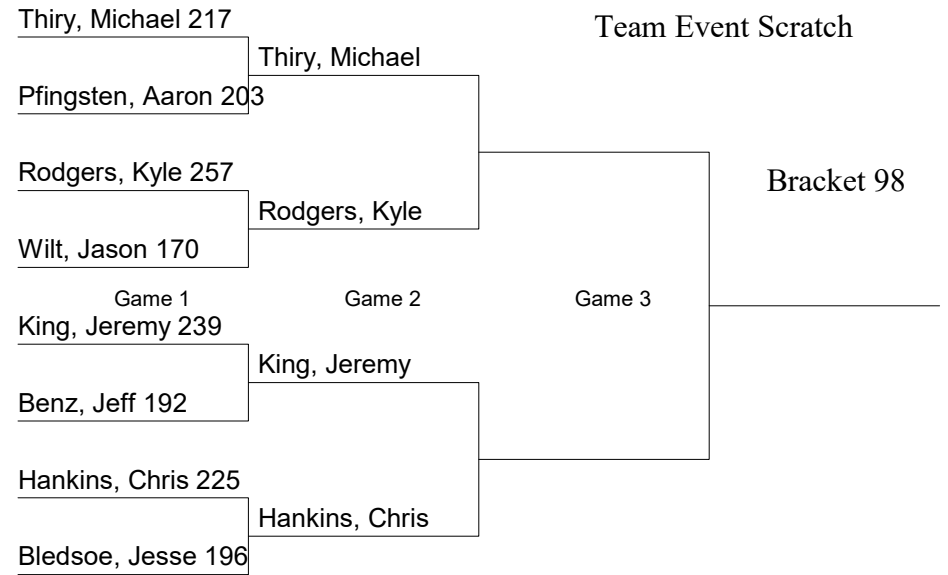 Thiry, Michael 217
Team Event Scratch
Thiry, Michael
Pfingsten, Aaron 203
Rodgers, Kyle 257
Bracket 98
Rodgers, Kyle
Wilt, Jason 170
Game 1
Game 2
Game 3
King, Jeremy 239
King, Jeremy
Benz, Jeff 192
Hankins, Chris 225
Hankins, Chris
Bledsoe, Jesse 196